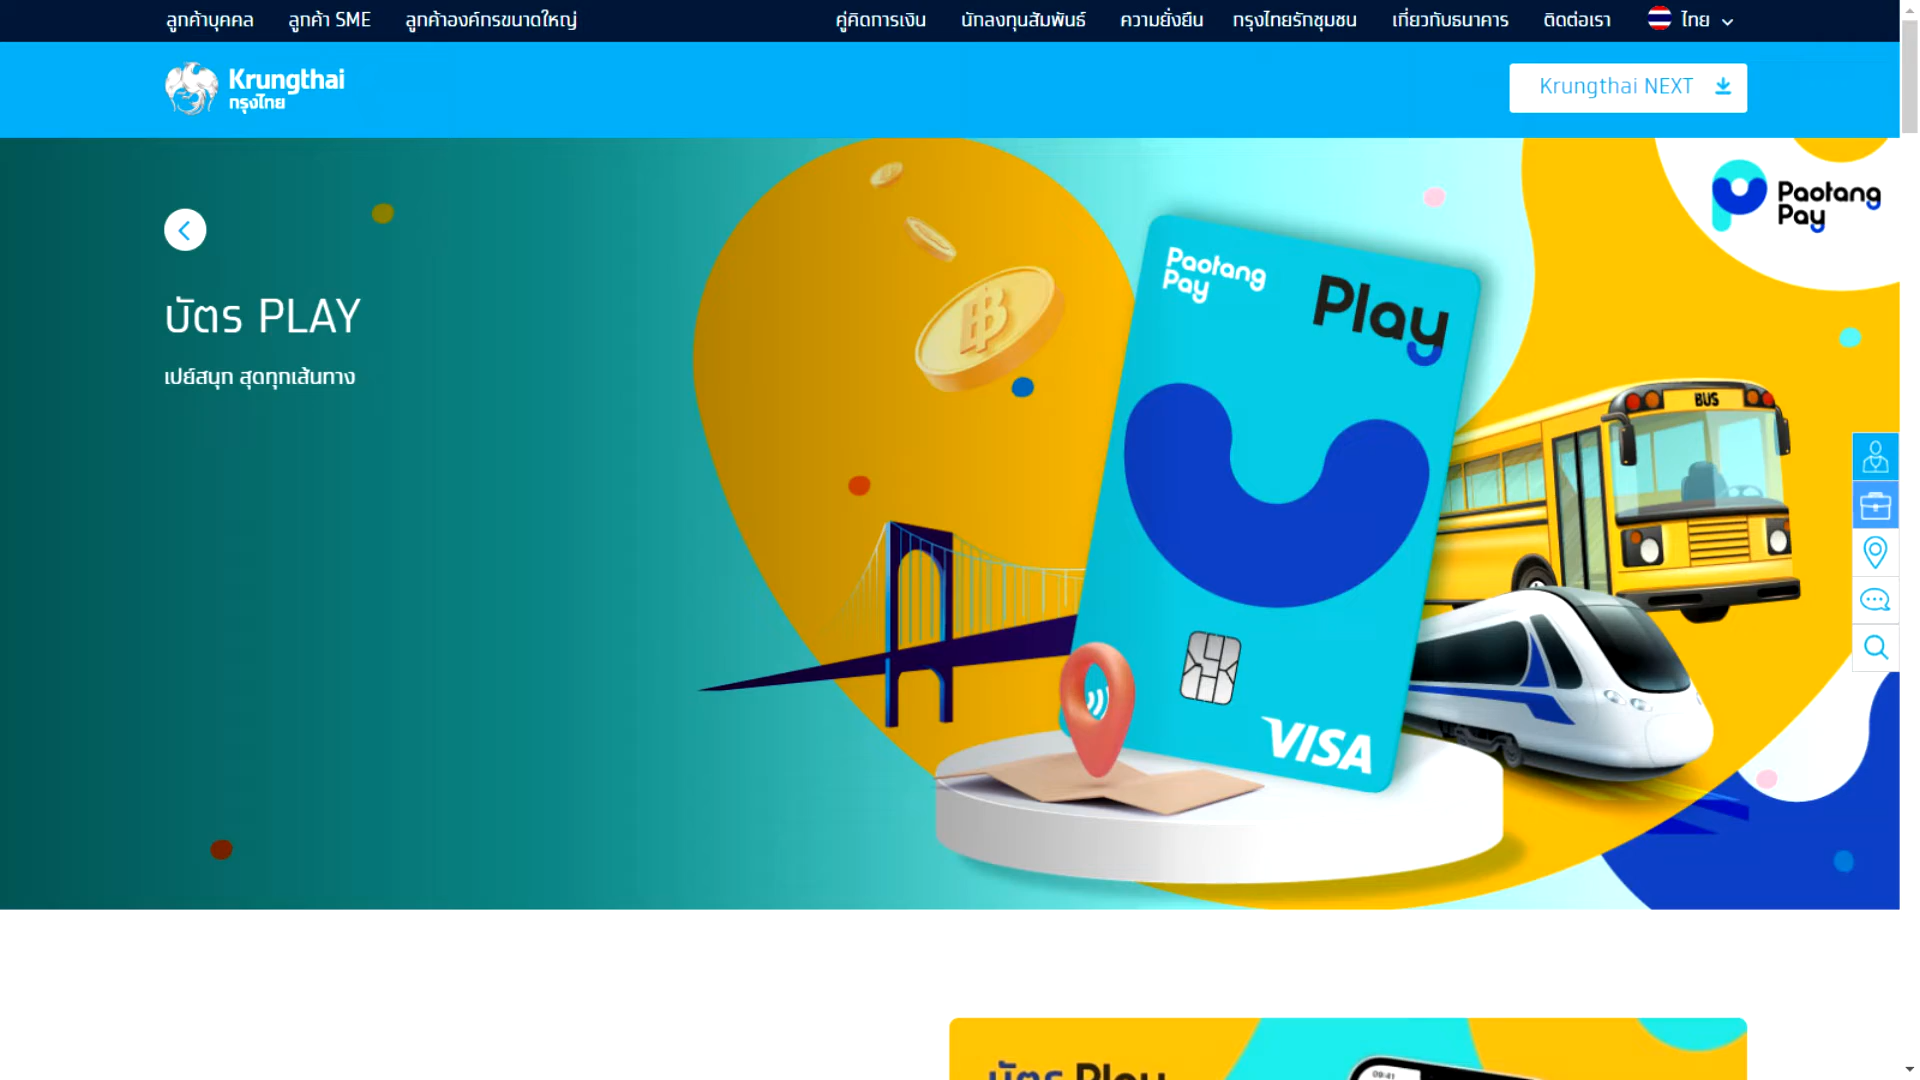 ลูกค้าบุคคล ลูกค้า SME ลูกค้าองค์กรขนาดใหญ่ คู่คิดการเงิน นักลงทุนสัมพันธ์ ความยั่งยืน กรุงไทยรักชุมชน เกี่ยวกับธนาคาร ติดต่อเรา ไทย
Krungthai
กรุงไทย
Krungthai NEXT
Paotang
Pay
Paotang
Pay
Play
บัตร PLAY
เปย์สนุก สุดทุกเส้นทาง
BUS
VISA
บัตร Play
09:41